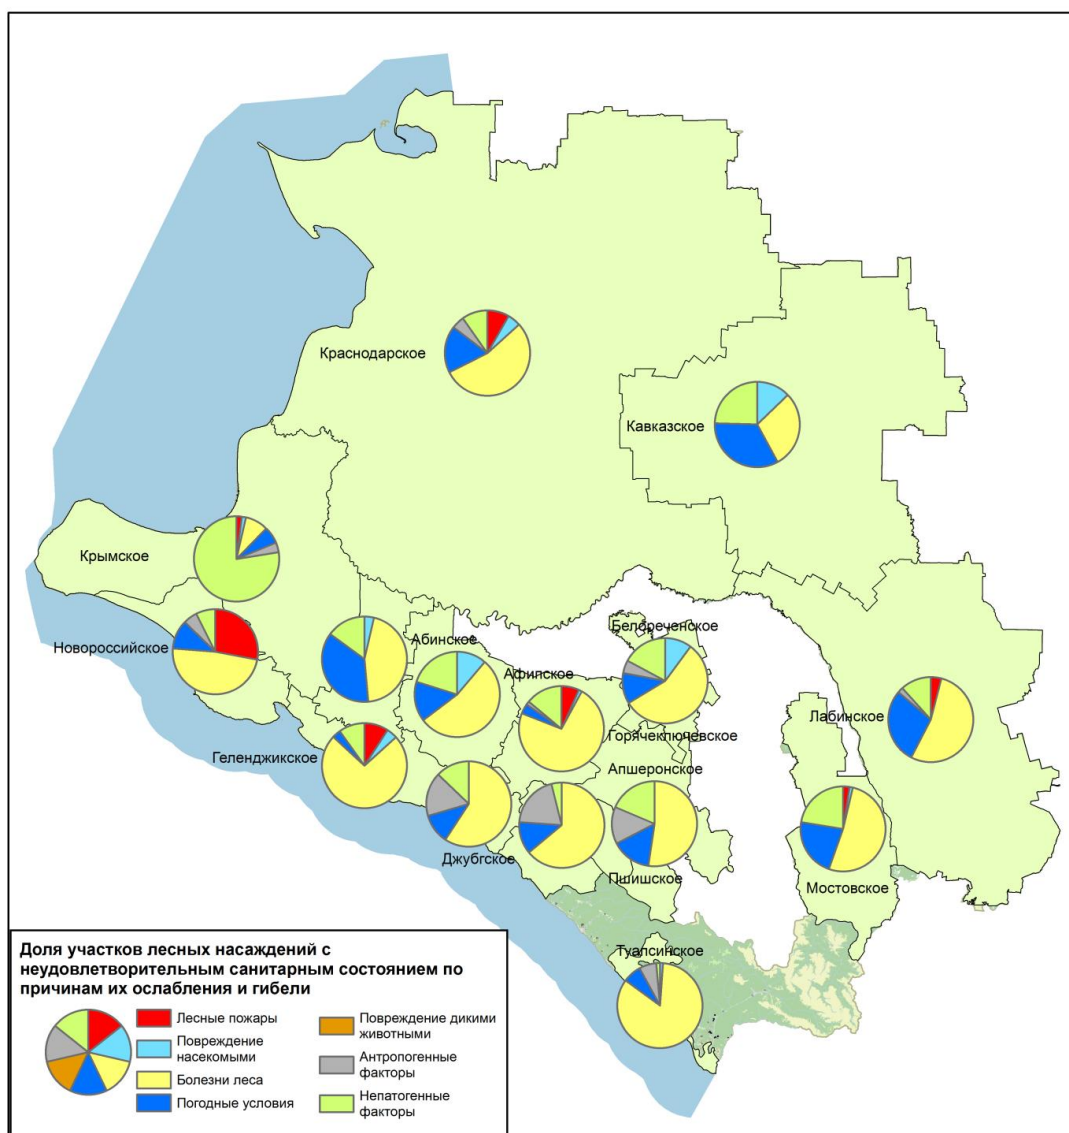 Краснодарское
Кавказское
Крымское
Новороссийское
Абинское
Белореченское
Афипское
Лабинское
Горячеключевское
Геленджикское
Апшеронское
Джубгское
Пшишское
Мостовское
Туапсинское
Доля участков лесных насаждений с
неудовлетворительным санитарным состоянием по
причинам их ослабления и гибели
Лесные пожары
Повреждение
насекомыми
Болезни леса
Погодные условия
Повреждение дикими
животными
Антропогенные
факторы
Непатогенные
факторы